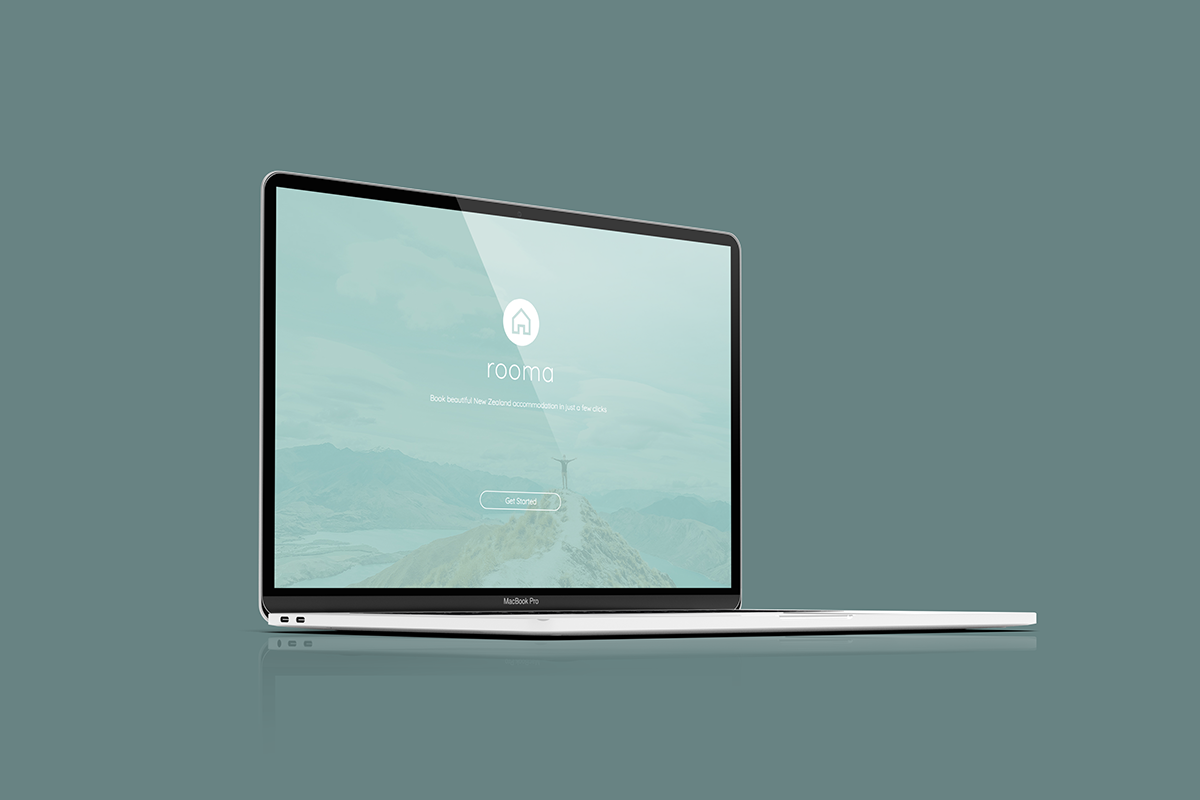 rooma
Book beautiful New Zealand accommodation in just a few clicks
Get Started
MacBook Pro